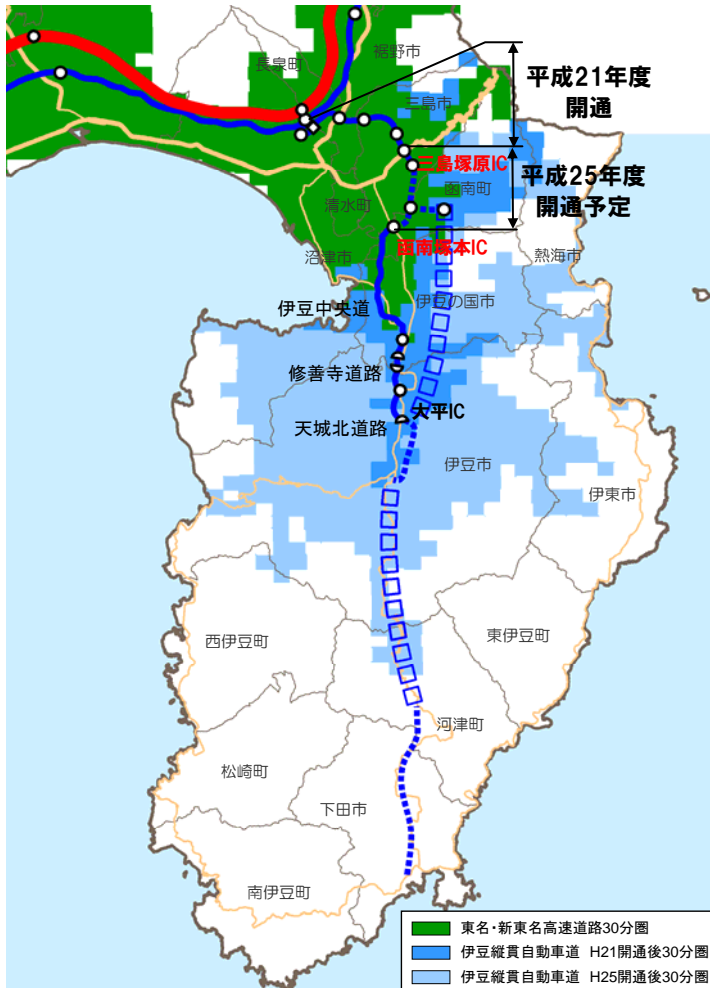 裾野市
長泉町
平成21年度
開通
三島市
三島塚原IC
平成25年度
開通予定
函南町
清水町
函南塚本IC
沼津市
熱海市
伊豆の国市
伊豆中央道
修善寺道路
大平IC
天城北道路
伊豆市
伊東市
西伊豆町
東伊豆町
河津町
松崎町
下田市
南伊豆町
東名・新東名高速道路30分圏
伊豆縦貫自動車道 H21開通後30分圏
伊豆縦貫自動車道 H25開通後30分圏